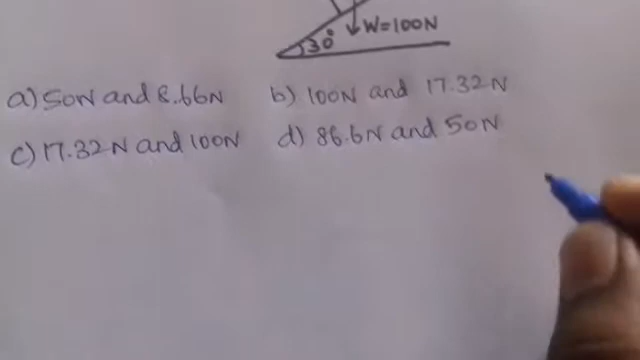 W=100N
30°
a) 50N and 8.66N b) 100N and 17.32N
c) 17.32N and 100N d) 86.6N and 50N